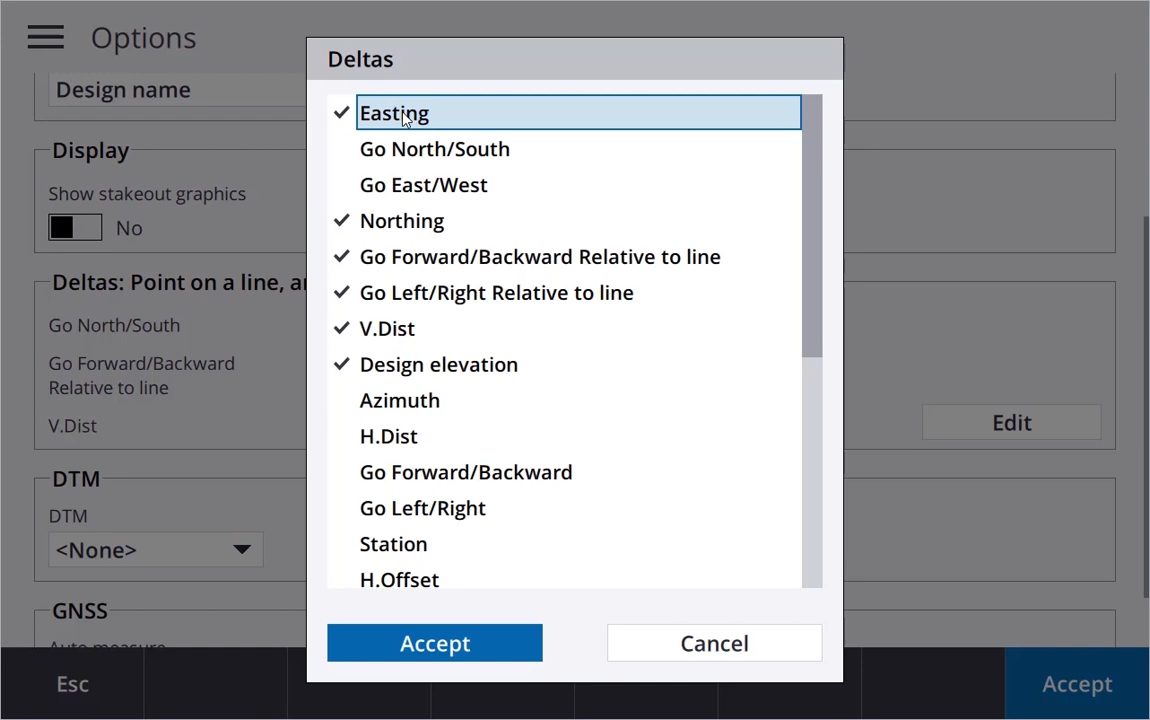 Options
Design name
Display
Show stakeout graphics
No
Deltas: Point on a line,
Go North/South
Go Forward/Backward
Relative to line
V.Dist
Edit
DTM
DTM
<None>
GNSS
Auto measure
Esc
Accept
Deltas
Easting
Go North/South
Go East/West
Northing
Go Forward/Backward Relative to line
Go Left/Right Relative to line
V.Dist
Design elevation
Azimuth
H.Dist
Go Forward/Backward
Go Left/Right
Station
H.Offset
Accept
Cancel